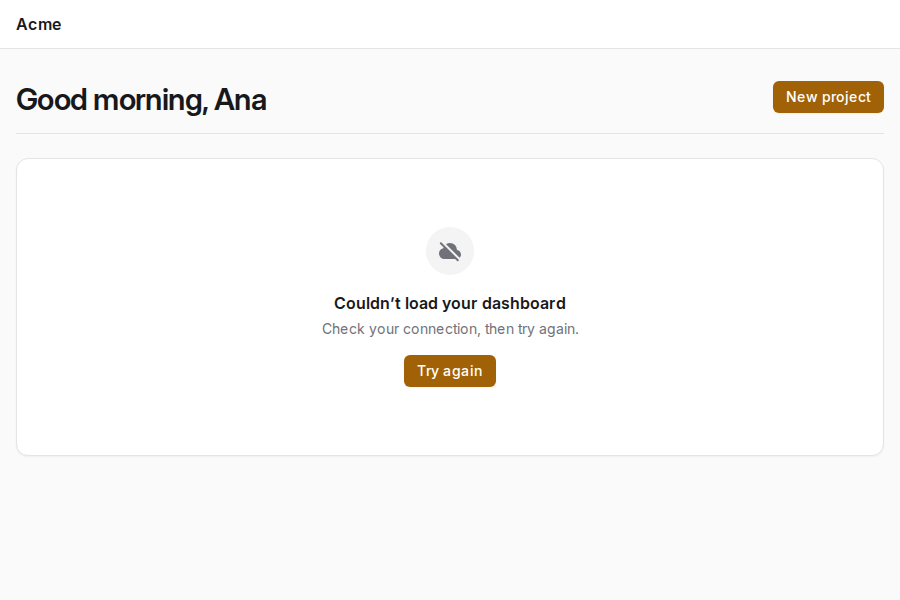 Acme
Good morning, Ana
New project
Couldn’t load your dashboard
Check your connection, then try again.
Try again